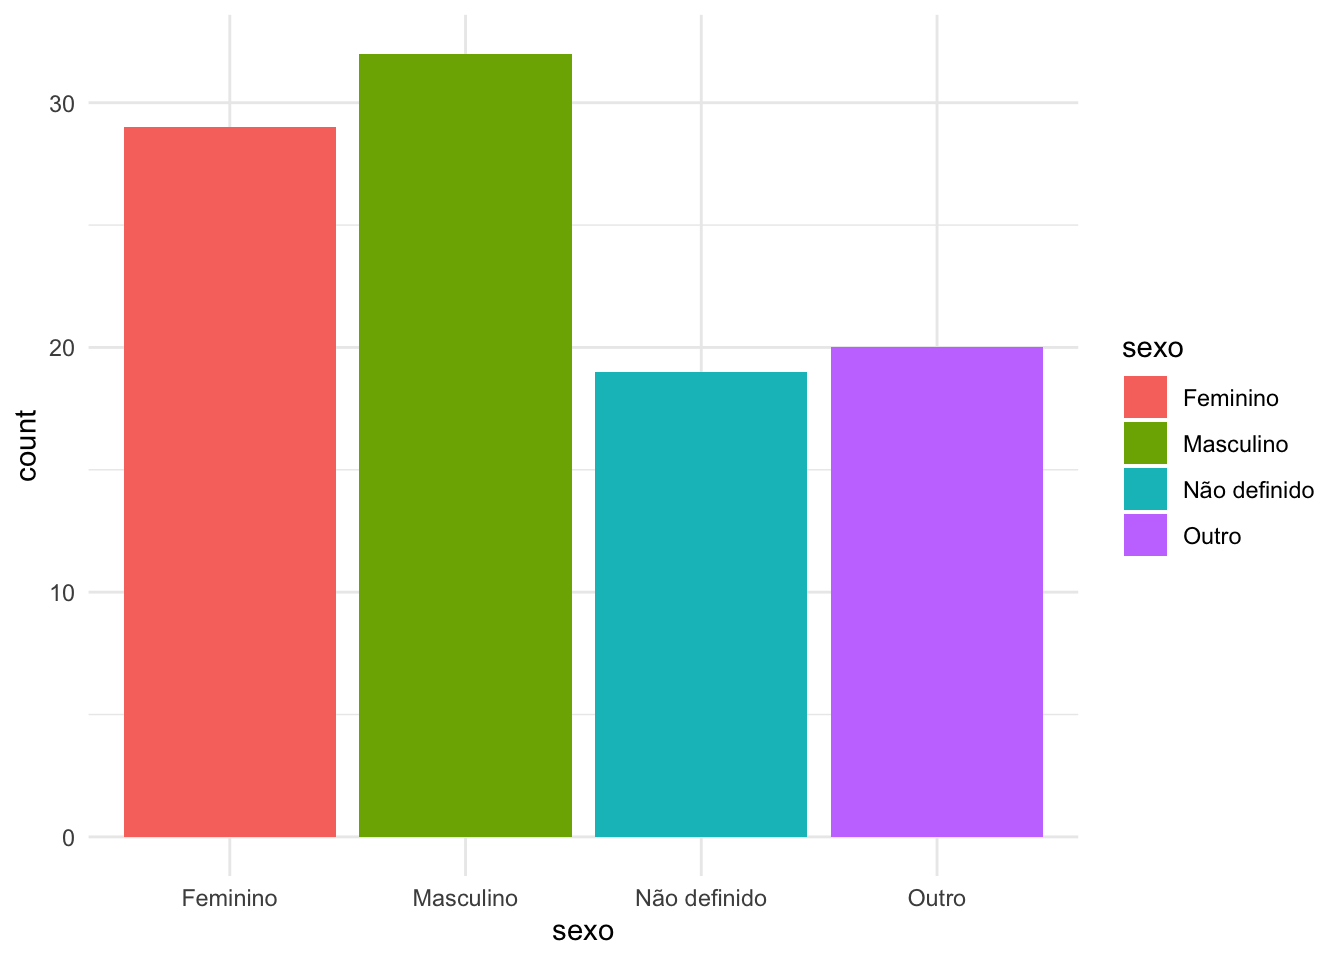 30
20
10
0
count
Feminino
Masculino
Não definido
Outro
sexo
sexo
Feminino
Masculino
Não definido
Outro